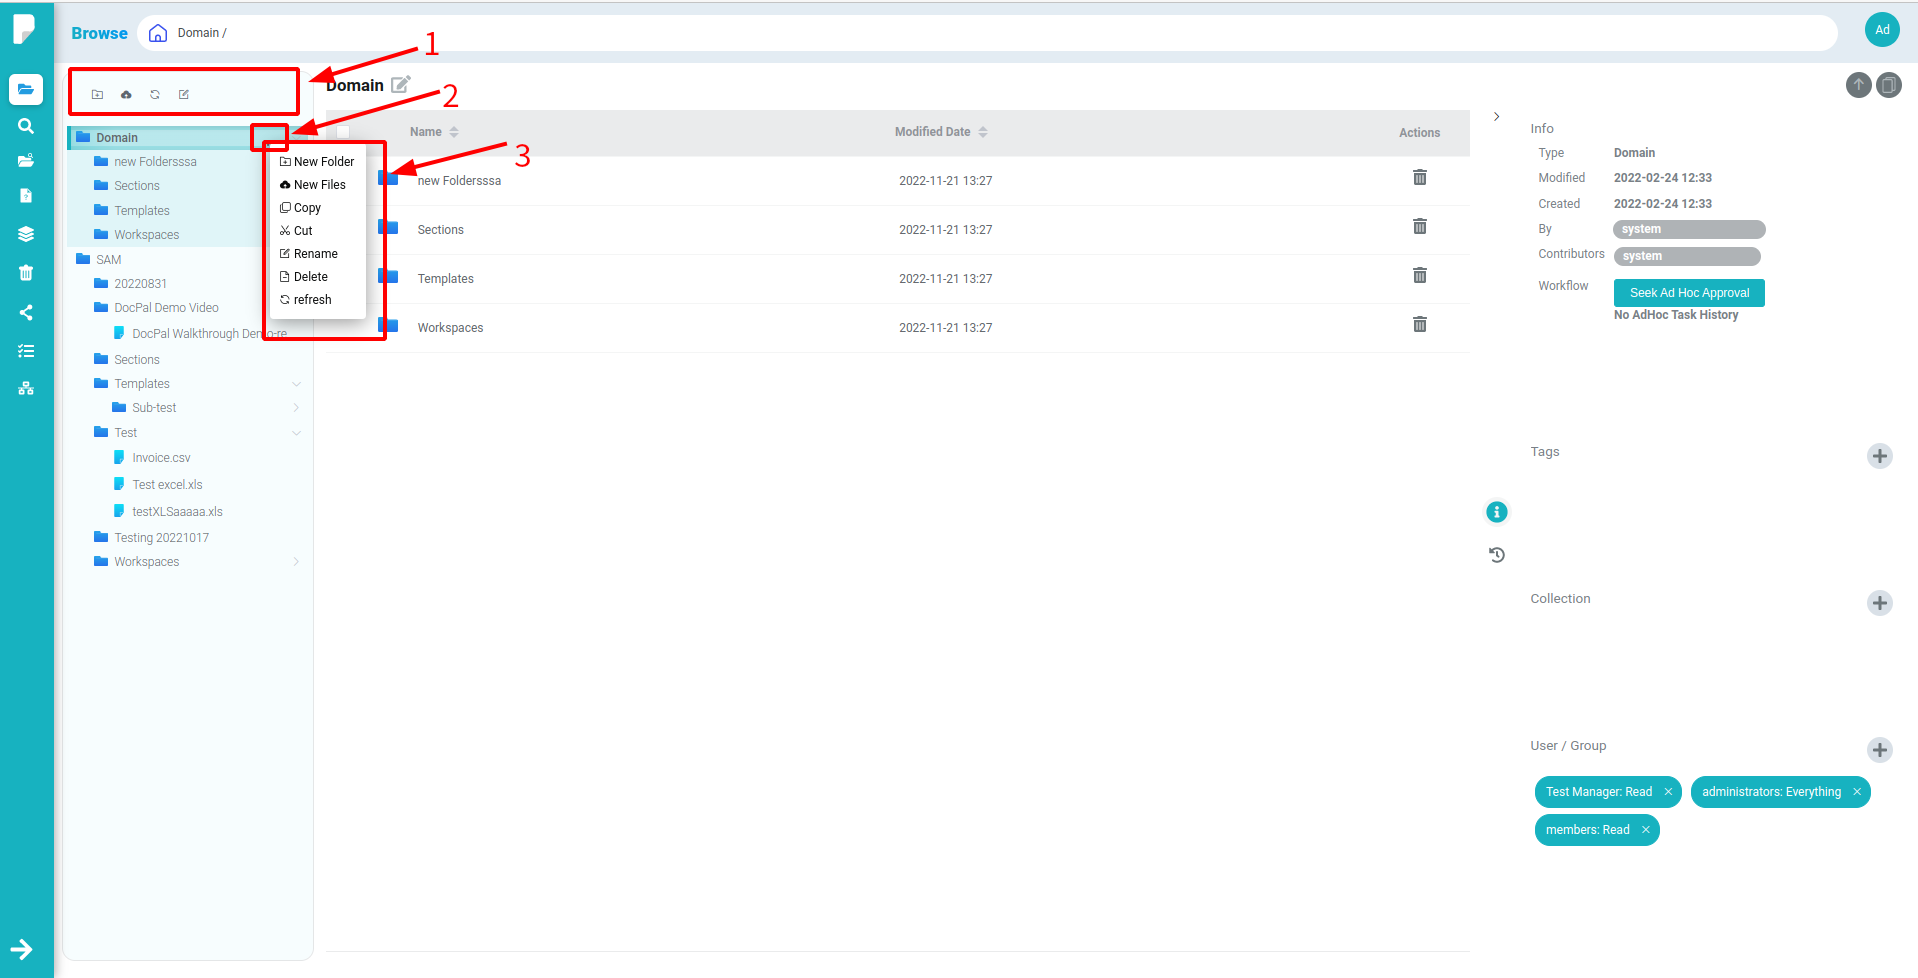 Browse
Domain /
Ad
1
2
3
Domain
new Foldersssa
Sections
Templates
Workspaces
SAM
20220831
DocPal Demo Video
DocPal Walkthrough Demo-re
Sections
Templates
Sub-test
Test
Invoice.csv
Test excel.xls
testXLSaaaaa.xls
Testing 20221017
Workspaces
New Folder
New Files
Copy
Cut
Rename
Delete
refresh
Domain
Name Modified Date Actions
new Foldersssa 2022-11-21 13:27
Sections 2022-11-21 13:27
Templates 2022-11-21 13:27
Workspaces 2022-11-21 13:27
Info
Type Domain
Modified 2022-02-24 12:33
Created 2022-02-24 12:33
By system
Contributors system
Workflow Seek Ad Hoc Approval
No AdHoc Task History
Tags
Collection
User / Group
Test Manager: Read × administrators: Everything ×
members: Read ×